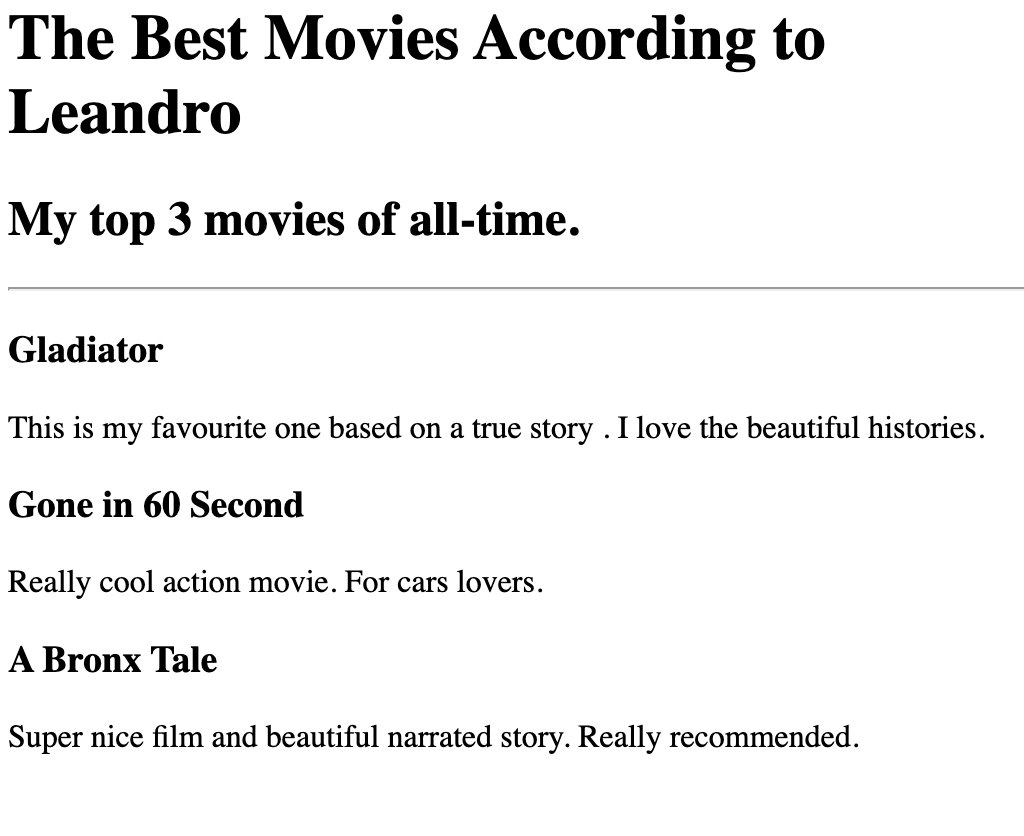 The Best Movies According to
Leandro
My top 3 movies of all-time.
Gladiator
This is my favourite one based on a true story . I love the beautiful histories.
Gone in 60 Second
Really cool action movie. For cars lovers.
A Bronx Tale
Super nice film and beautiful narrated story. Really recommended.